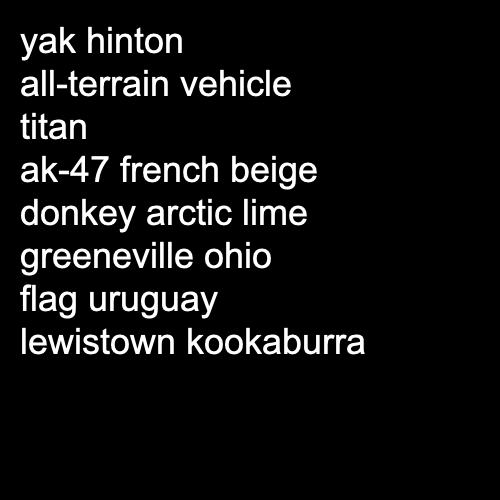 yak hinton
all-terrain vehicle
titan
ak-47 french beige
donkey arctic lime
greeneville ohio
flag uruguay
lewistown kookaburra